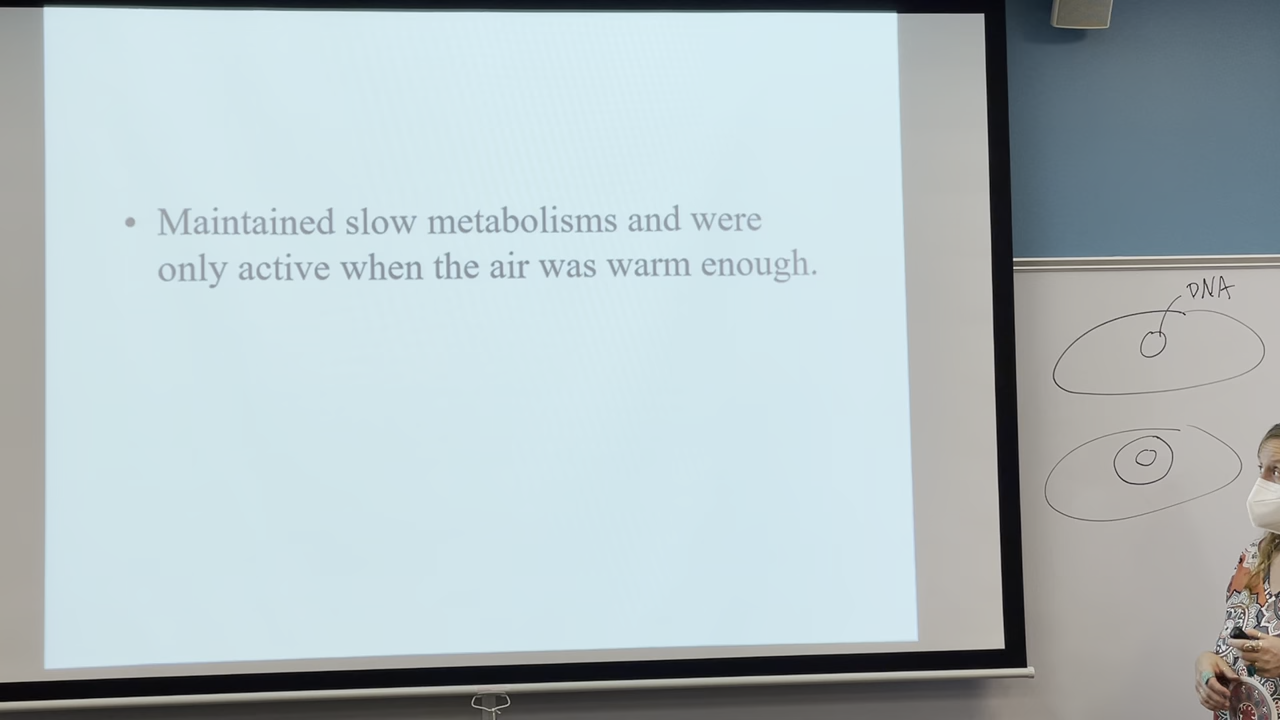 • Maintained slow metabolisms and were
only active when the air was warm enough.
DNA